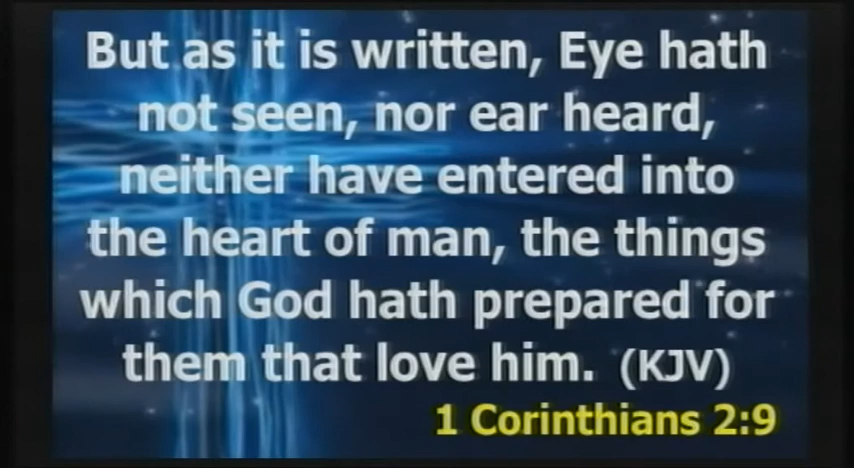 But as it is written, Eye hath
not seen, nor ear heard,
neither have entered into
the heart of man, the things
which God hath prepared for
them that love him. (KJV)
1 Corinthians 2:9